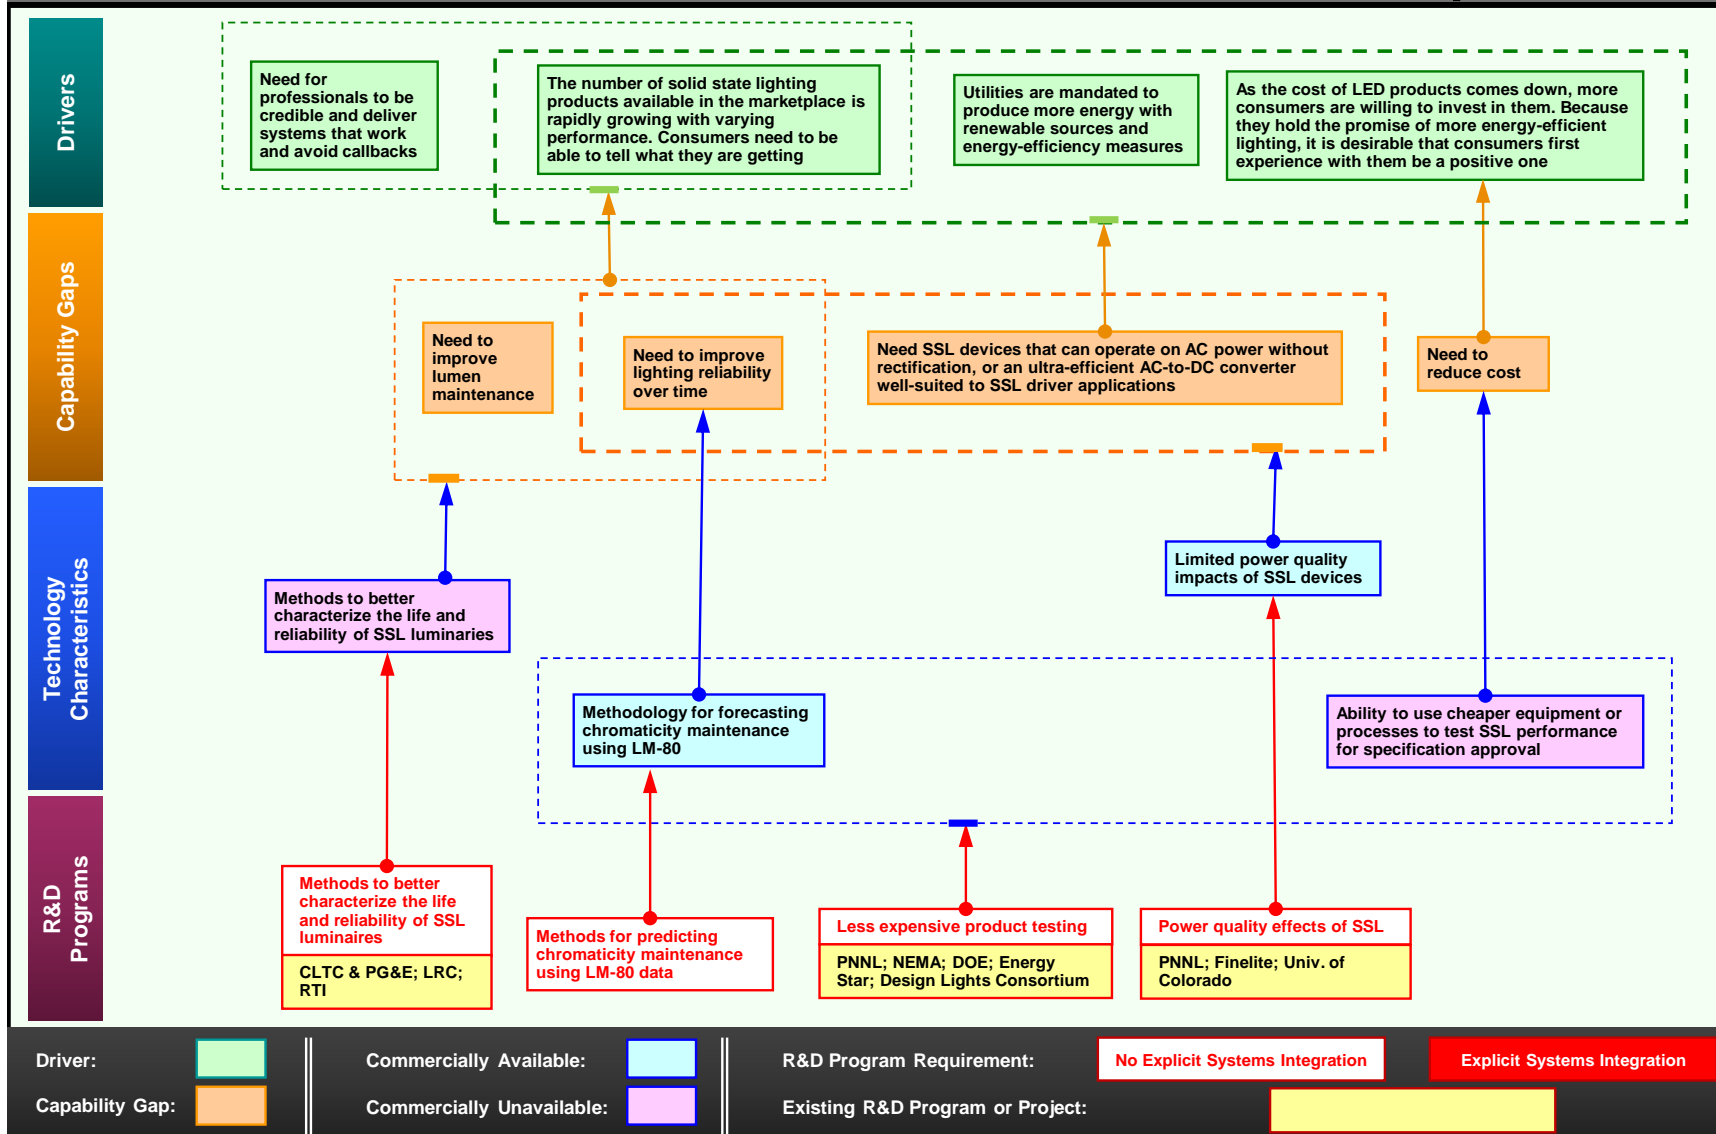 Drivers
Need for
professionals to be
credible and deliver
systems that work
and avoid callbacks
The number of solid state lighting
products available in the marketplace is
rapidly growing with varying
performance. Consumers need to be
able to tell what they are getting
Utilities are mandated to
produce more energy with
renewable sources and
energy-efficiency measures
As the cost of LED products comes down, more
consumers are willing to invest in them. Because
they hold the promise of more energy-efficient
lighting, it is desirable that consumers first
experience with them be a positive one
Capability Gaps
Need to
improve
lumen
maintenance
Need to improve
lighting reliability
over time
Need SSL devices that can operate on AC power without
rectification, or an ultra-efficient AC-to-DC converter
well-suited to SSL driver applications
Need to
reduce cost
Technology
Characteristics
Methods to better
characterize the life and
reliability of SSL luminaries
Limited power quality
impacts of SSL devices
Methodology for forecasting
chromaticity maintenance
using LM-80
Ability to use cheaper equipment or
processes to test SSL performance
for specification approval
R&D
Programs
Methods to better
characterize the life
and reliability of SSL
luminaires
CLTC & PG&E; LRC;
RTI
Methods for predicting
chromaticity maintenance
using LM-80 data
Less expensive product testing
PNNL; NEMA; DOE; Energy
Star; Design Lights Consortium
Power quality effects of SSL
PNNL; Finelite; Univ. of
Colorado
Driver:
Capability Gap:
Commercially Available:
Commercially Unavailable:
R&D Program Requirement:
No Explicit Systems Integration
Explicit Systems Integration
Existing R&D Program or Project: